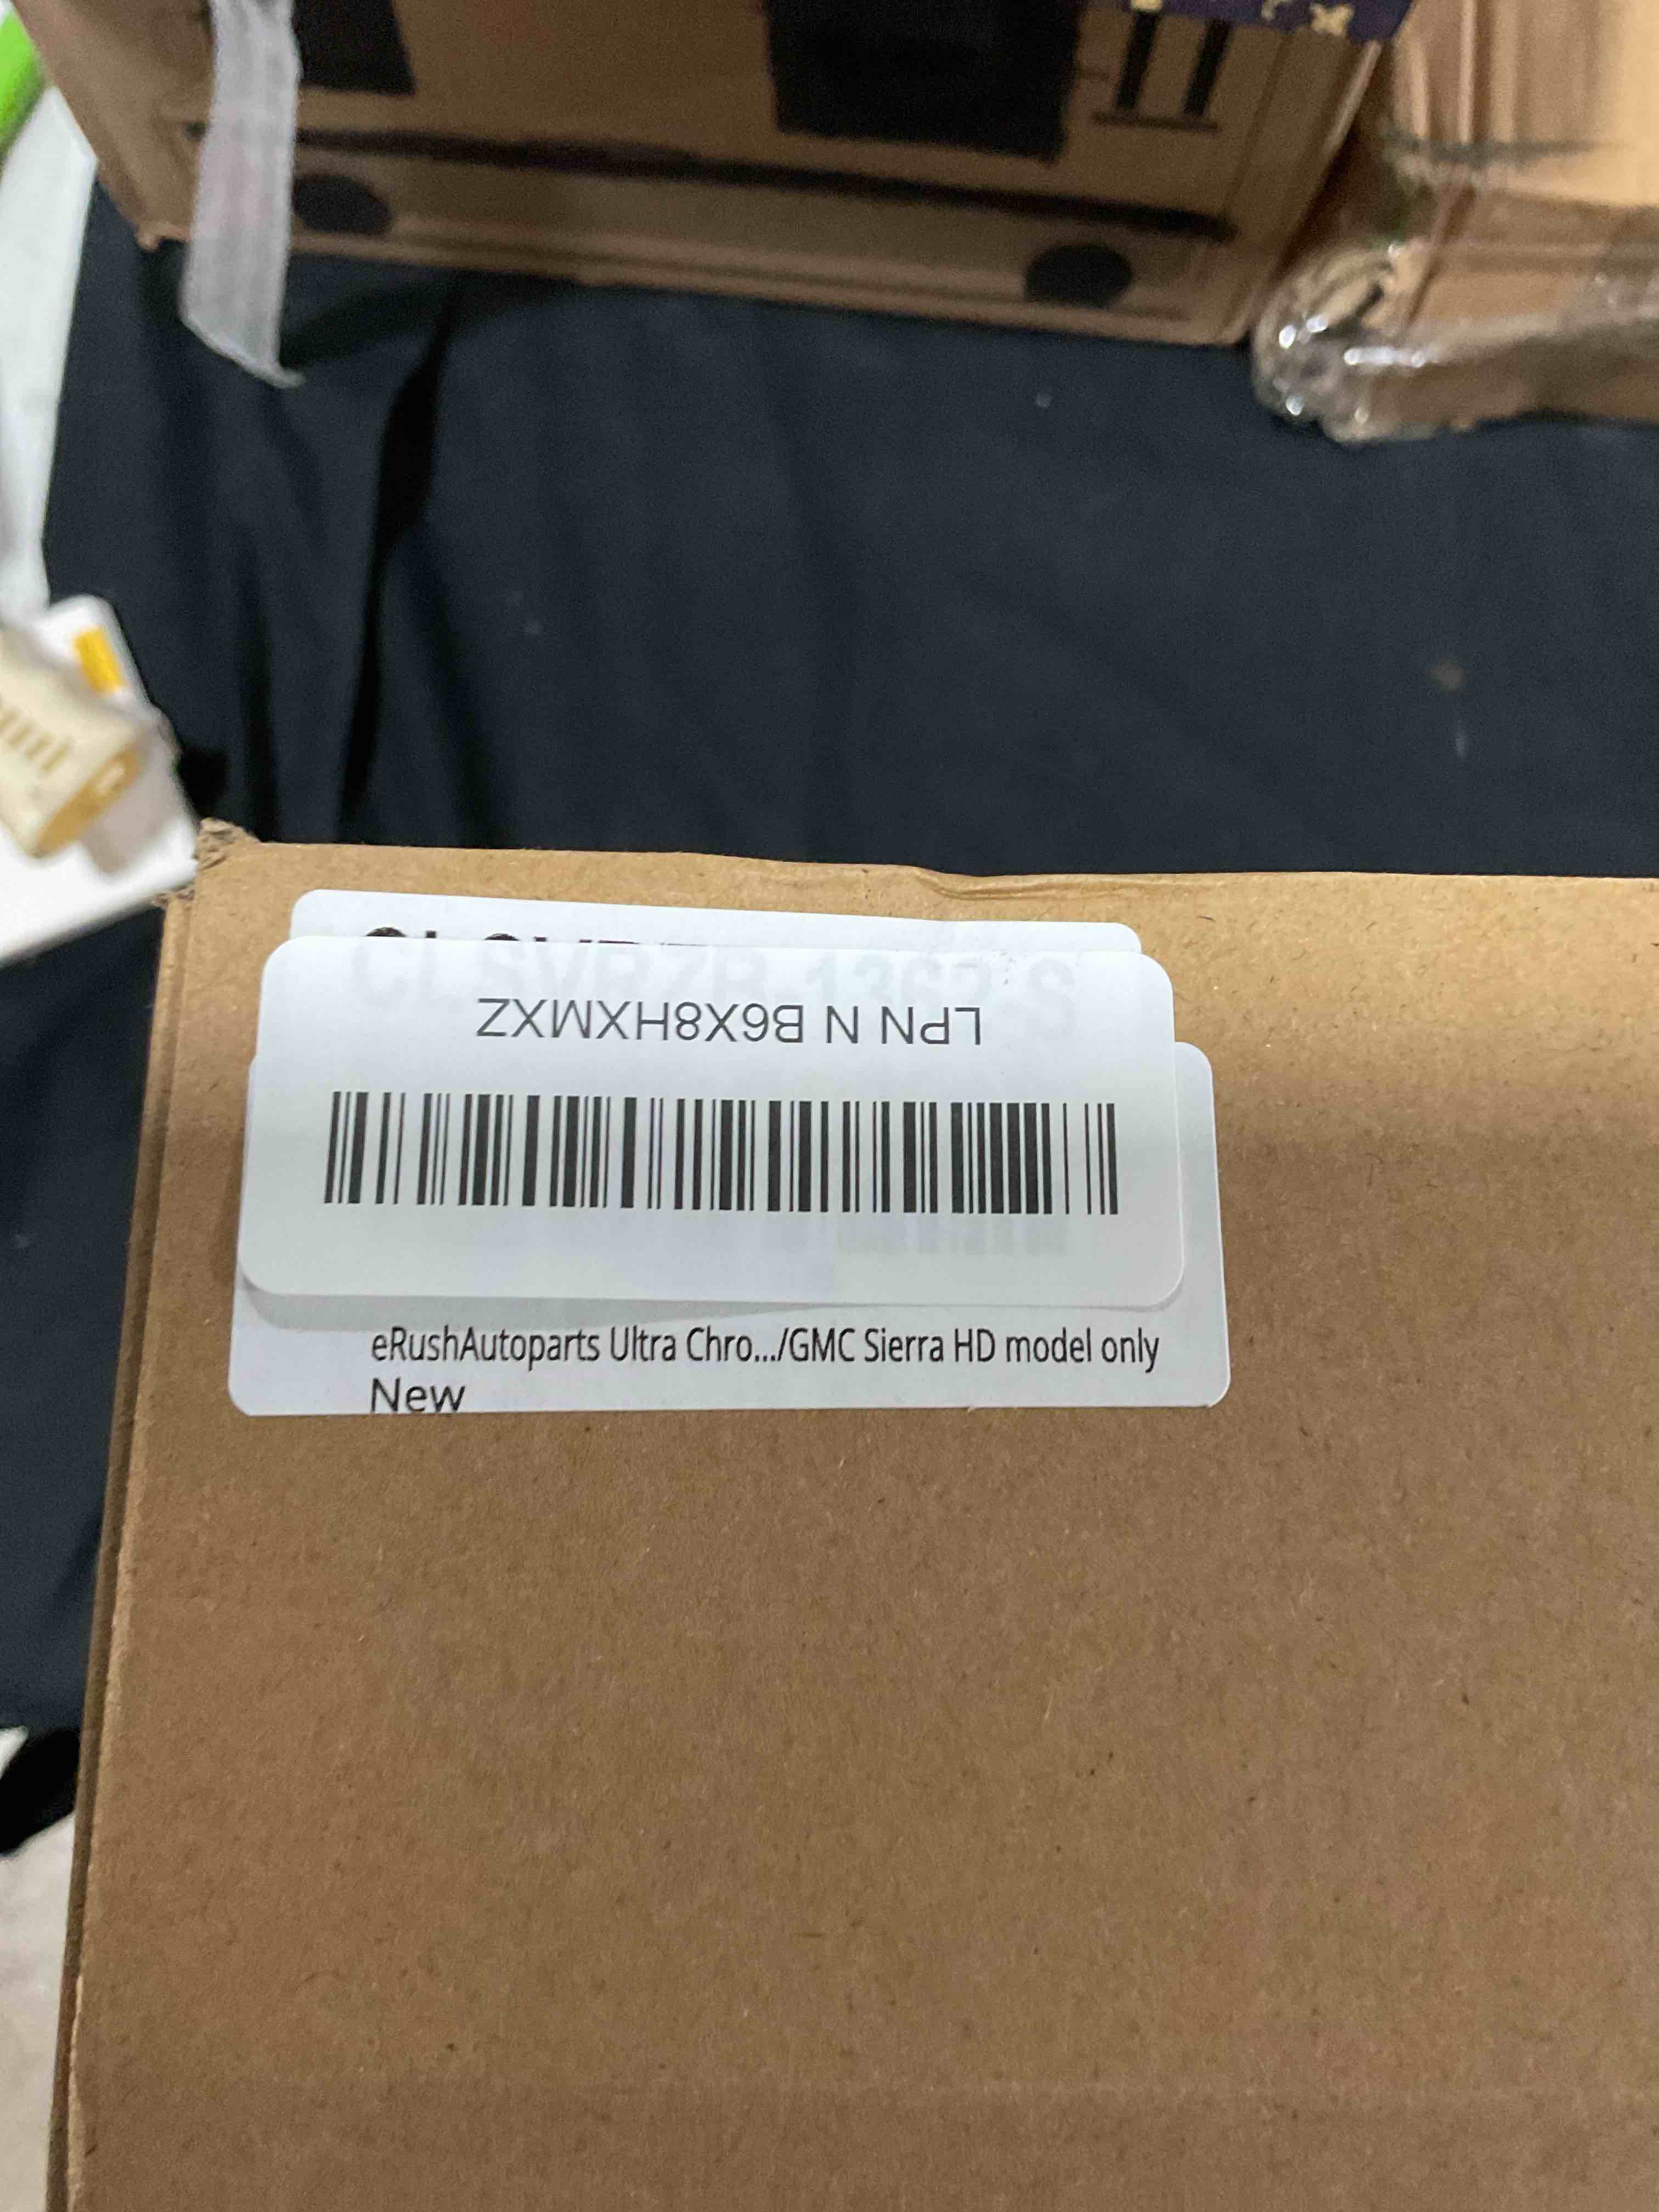 LPN N B6X8HXMXZ
eRushAutoparts Ultra Chro.../GMC Sierra HD model only
New